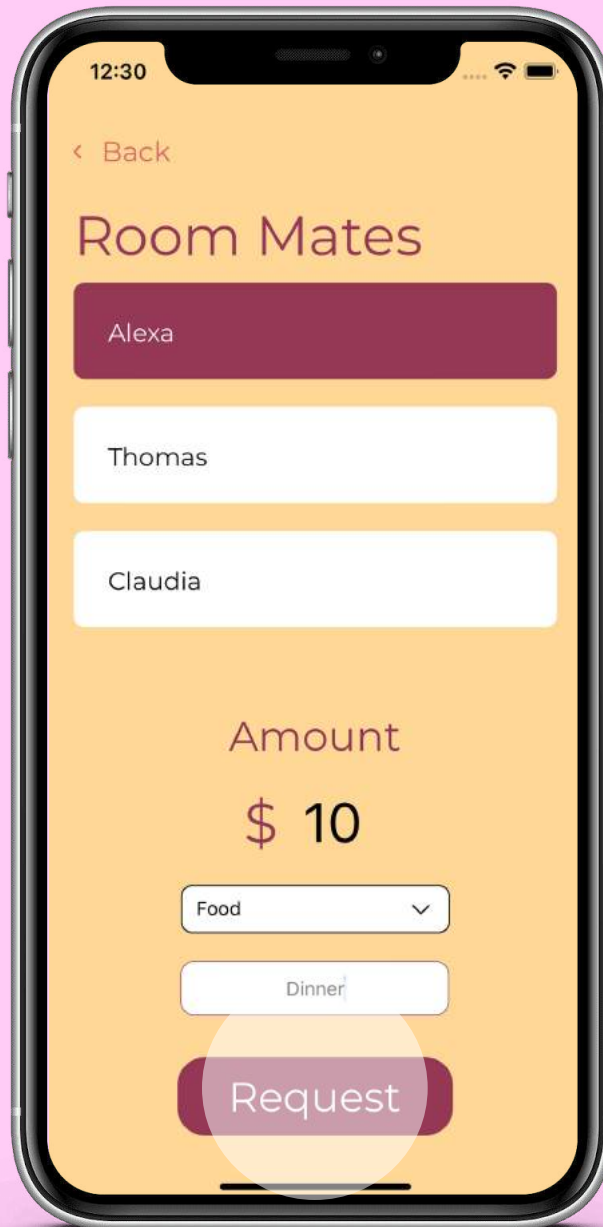 12:30
Back
Room Mates
Alexa
Thomas
Claudia
Amount
$ 10
Food
Dinner
Request